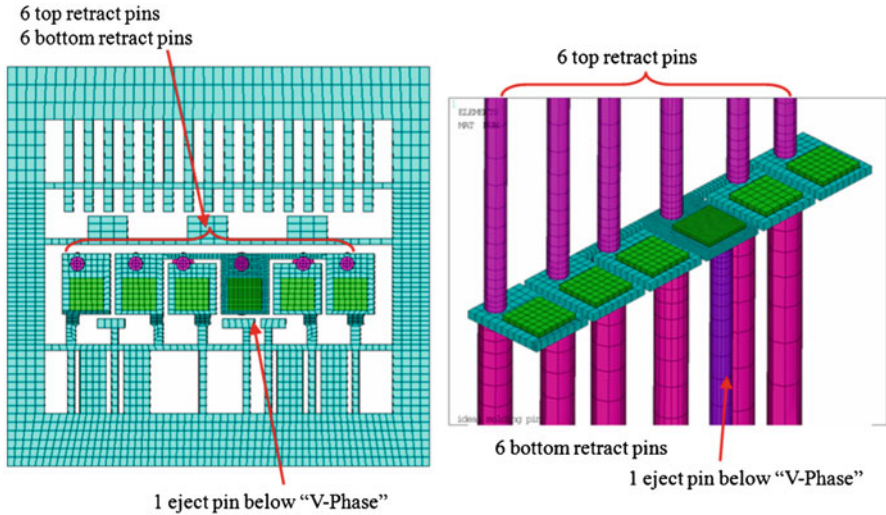 6 top retract pins
6 bottom retract pins
6 top retract pins
ELEMENTS
6 bottom retract pins
1 eject pin below “V-Phase”
1 eject pin below “V-Phase”